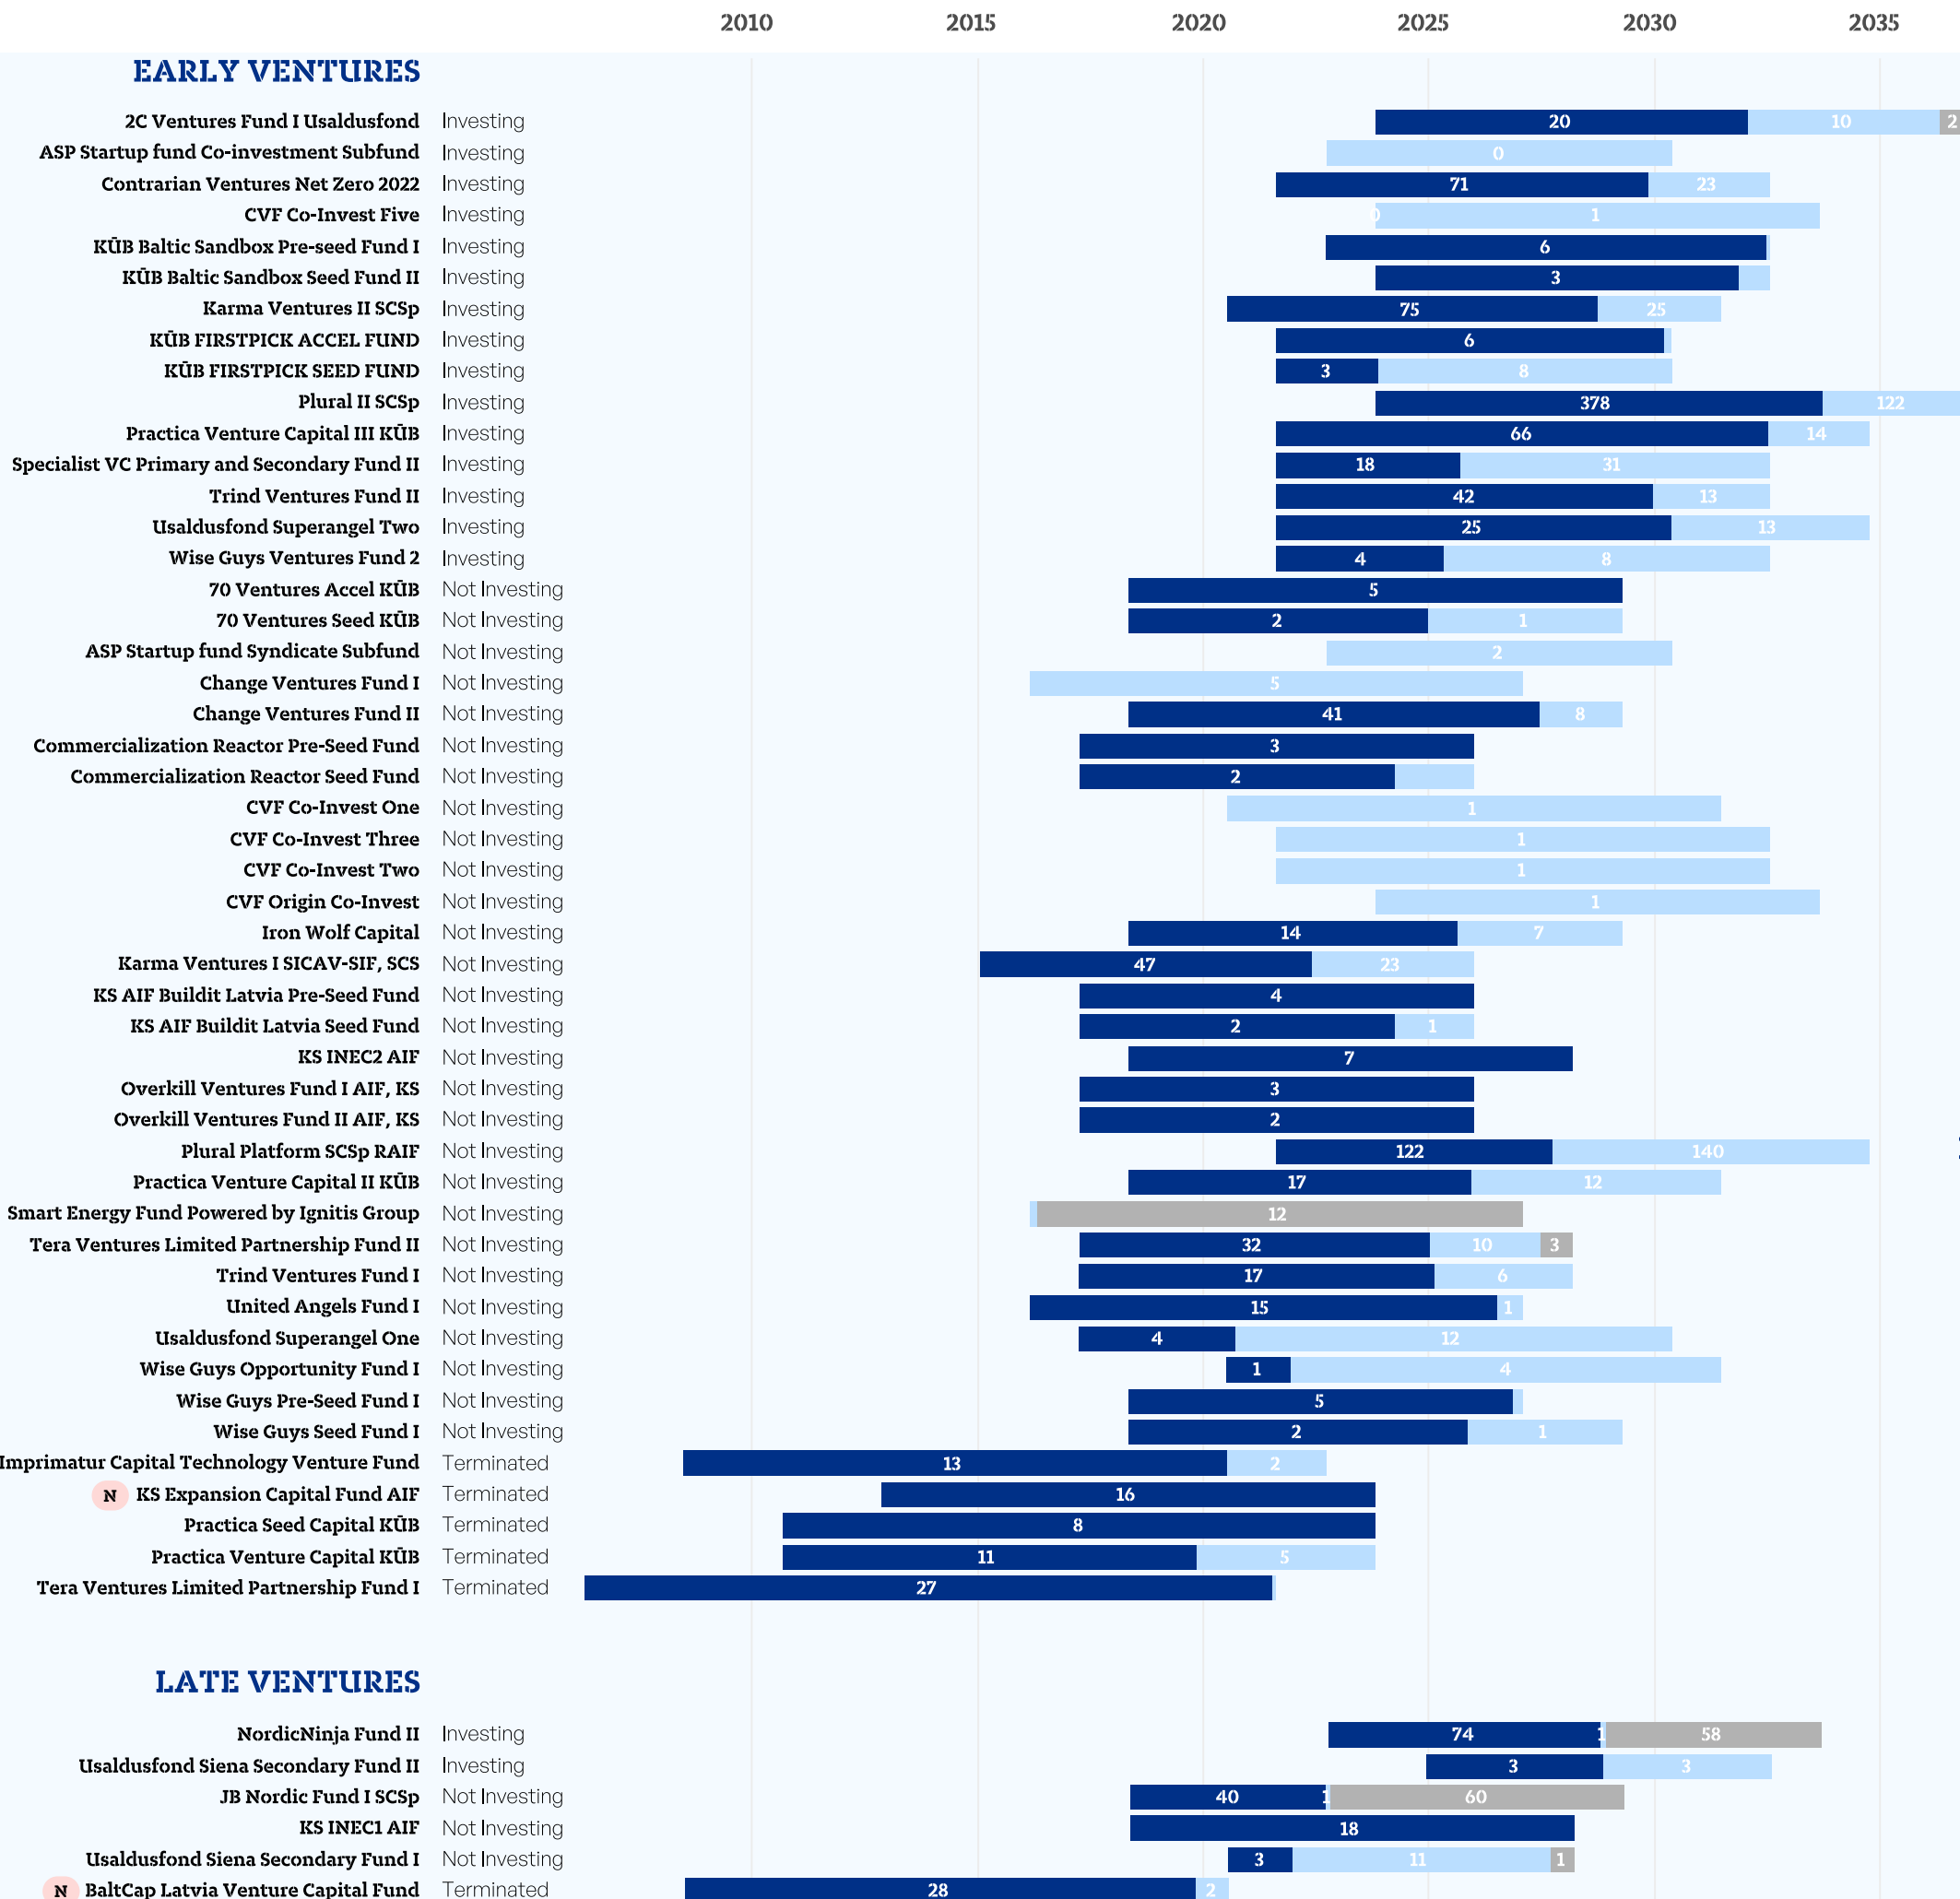 2010 2015 2020 2025 2030 2035
EARLY VENTURES
2C Ventures Fund I Usaldusfond Investing 20 10 2
ASP Startup fund Co-investment Subfund Investing 0
Contrarian Ventures Net Zero 2022 Investing 71 23
CVF Co-Invest Five Investing 0 1
KŪB Baltic Sandbox Pre-seed Fund I Investing 6
KŪB Baltic Sandbox Seed Fund II Investing 3
Karma Ventures II SCSp Investing 75 25
KŪB FIRSTPICK ACCEL FUND Investing 6
KŪB FIRSTPICK SEED FUND Investing 3 8
Plural II SCSp Investing 378 122
Practica Venture Capital III KŪB Investing 66 14
Specialist VC Primary and Secondary Fund II Investing 18 31
Trind Ventures Fund II Investing 42 13
Usaldusfond Superangel Two Investing 25 13
Wise Guys Ventures Fund 2 Investing 4 8
70 Ventures Accel KŪB Not Investing 5
70 Ventures Seed KŪB Not Investing 2 1
ASP Startup fund Syndicate Subfund Not Investing 2
Change Ventures Fund I Not Investing 5
Change Ventures Fund II Not Investing 41 8
Commercialization Reactor Pre-Seed Fund Not Investing 3
Commercialization Reactor Seed Fund Not Investing 2
CVF Co-Invest One Not Investing 1
CVF Co-Invest Three Not Investing 1
CVF Co-Invest Two Not Investing 1
CVF Origin Co-Invest Not Investing 1
Iron Wolf Capital Not Investing 14 7
Karma Ventures I SICAV-SIF, SCS Not Investing 47 23
KS AIF Buildit Latvia Pre-Seed Fund Not Investing 4
KS AIF Buildit Latvia Seed Fund Not Investing 2 1
KS INEC2 AIF Not Investing 7
Overkill Ventures Fund I AIF, KS Not Investing 3
Overkill Ventures Fund II AIF, KS Not Investing 2
Plural Platform SCSp RAIF Not Investing 122 140
Practica Venture Capital II KŪB Not Investing 17 12
Smart Energy Fund Powered by Ignitis Group Not Investing 12
Tera Ventures Limited Partnership Fund II Not Investing 32 10 3
Trind Ventures Fund I Not Investing 17 6
United Angels Fund I Not Investing 15 1
Usaldusfond Superangel One Not Investing 4 12
Wise Guys Opportunity Fund I Not Investing 1 4
Wise Guys Pre-Seed Fund I Not Investing 5
Wise Guys Seed Fund I Not Investing 2 1
Imprimatur Capital Technology Venture Fund Terminated 13 2
N KS Expansion Capital Fund AIF Terminated 16
Practica Seed Capital KŪB Terminated 8
Practica Venture Capital KŪB Terminated 11 5
Tera Ventures Limited Partnership Fund I Terminated 27
LATE VENTURES
NordicNinja Fund II Investing 74 1 58
Usaldusfond Siena Secondary Fund II Investing 3 3
JB Nordic Fund I SCSp Not Investing 40 1 60
KS INEC1 AIF Not Investing 18
Usaldusfond Siena Secondary Fund I Not Investing 3 11 1
N BaltCap Latvia Venture Capital Fund Terminated 28 2